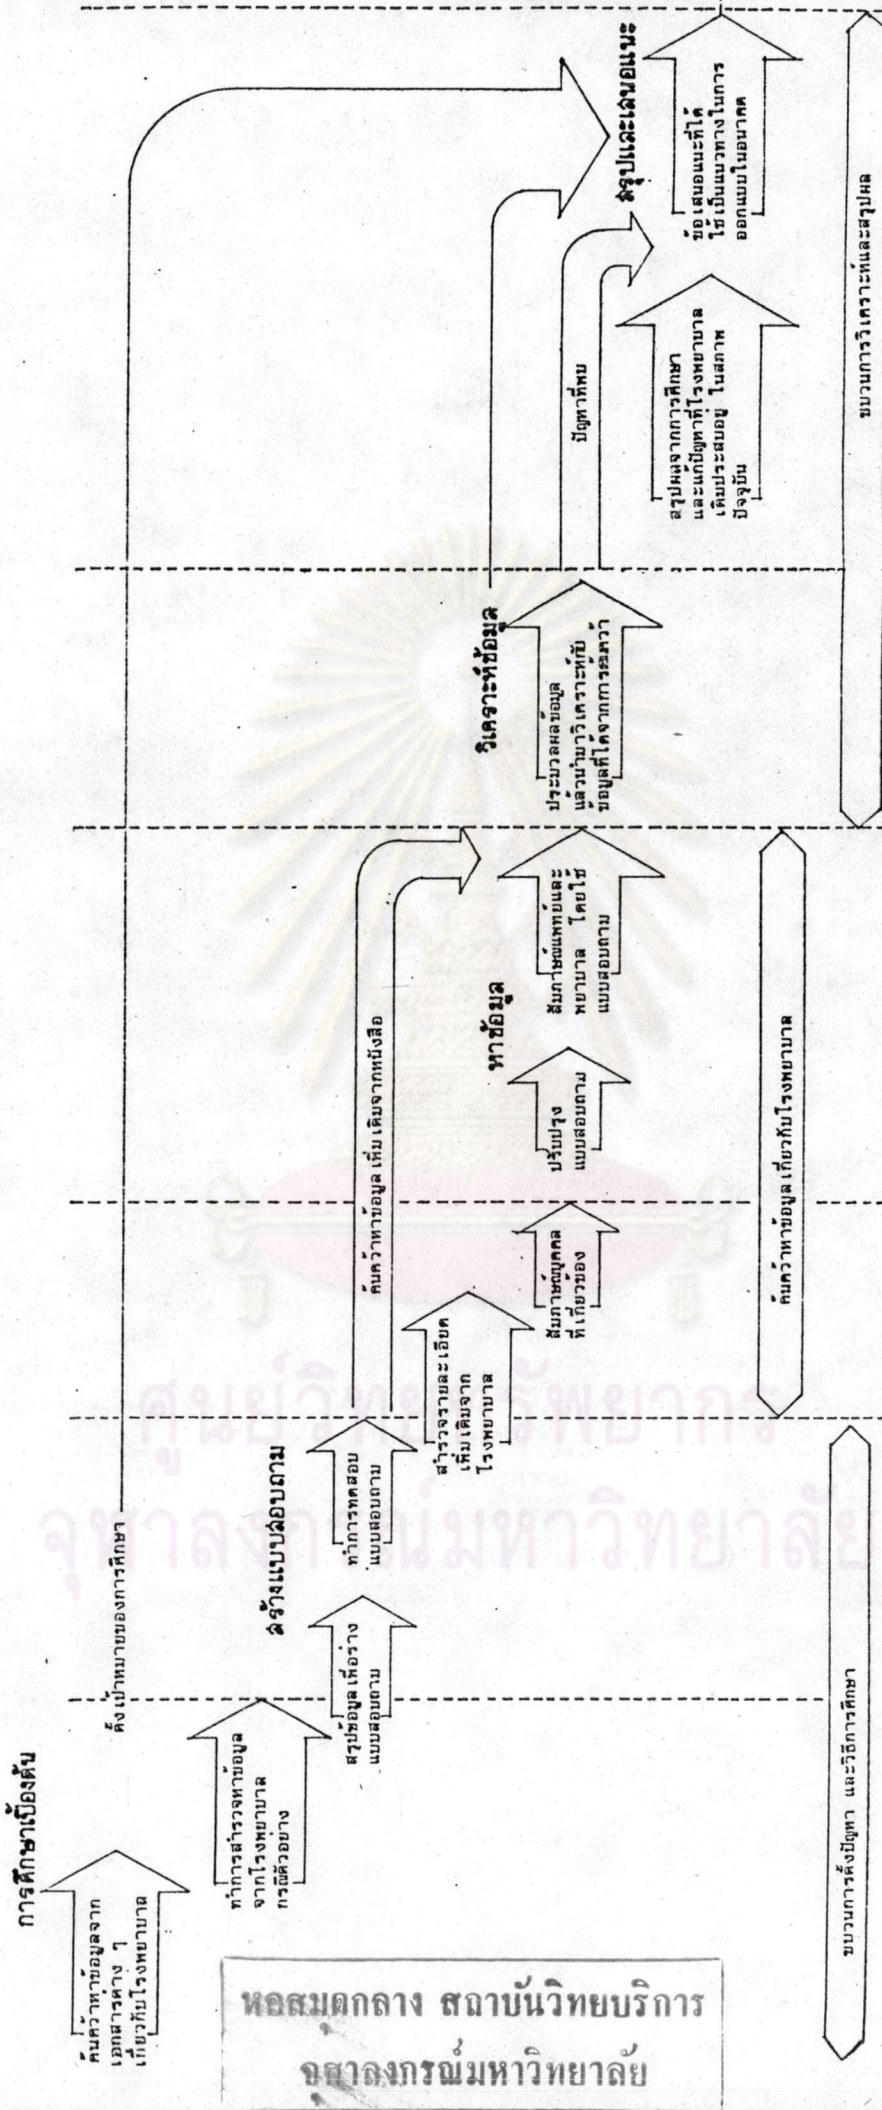 การศึกษาเบื้องต้น
ค้นคว้าหาข้อมูลจาก
เอกสารต่าง ๆ
เกี่ยวกับโรงพยาบาล
ตั้งเป้าหมายของการศึกษา
ทำการสำรวจหาข้อมูล
จากโรงพยาบาล
กรณีตัวอย่าง
สร้างแบบสอบถาม
สรุปข้อมูลเพื่อร่าง
แบบสอบถาม
ทำการทดสอบ
แบบสอบถาม
ค้นคว้าหาข้อมูลเพิ่มเติมจากหนังสือ
สำรวจรายละเอียด
เพิ่มเติมจาก
โรงพยาบาล
สัมภาษณ์บุคคล
ที่เกี่ยวข้อง
หาข้อมูล
ปรับปรุง
แบบสอบถาม
สัมภาษณ์แพทย์และ
พยาบาล โดยใช้
แบบสอบถาม
วิเคราะห์ข้อมูล
ประมวลผลข้อมูล
แล้วนำมาวิเคราะห์กับ
ข้อมูลที่ได้จากการค้นคว้า
ปัญหาที่พบ
สรุปผลจากการศึกษา
และแก้ปัญหาที่โรงพยาบาล
เดิมประสบอยู่ ในสภาพ
ปัจจุบัน
สรุปและเสนอแนะ
ข้อเสนอแนะที่ได้
ใช้เป็นแนวทางในการ
ออกแบบในอนาคต
ขบวนการตั้งปัญหา และวิธีการศึกษา
ค้นคว้าหาข้อมูลเกี่ยวกับโรงพยาบาล
ขบวนการวิเคราะห์และสรุปผล
ศูนย์วิทยทรัพยากร
จุฬาลงกรณ์มหาวิทยาลัย
หอสมุดกลาง สถาบันวิทยบริการ
จุฬาลงกรณ์มหาวิทยาลัย